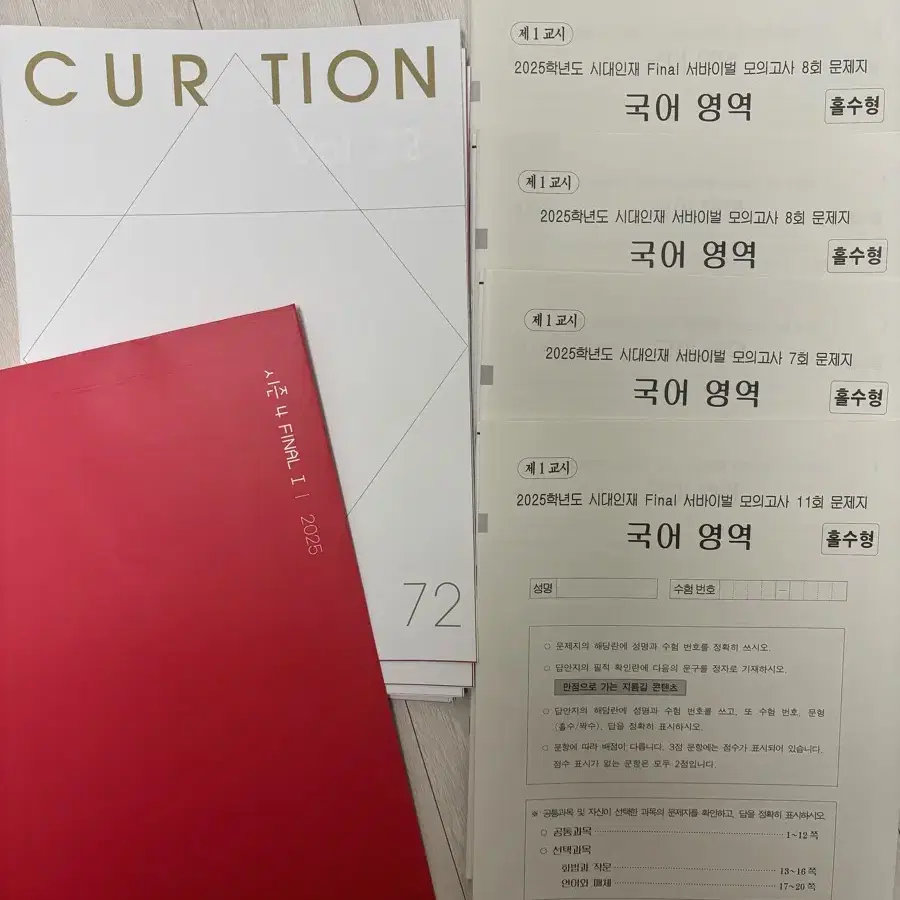 CUR TION
시즌 4 FINAL I | 2025
72
제1교시
2025학년도 시대인재 Final 서바이벌 모의고사 8회 문제지
국어 영역
홀수형
제1교시
2025학년도 시대인재 서바이벌 모의고사 8회 문제지
국어 영역
홀수형
제1교시
2025학년도 시대인재 서바이벌 모의고사 7회 문제지
국어 영역
홀수형
제1교시
2025학년도 시대인재 Final 서바이벌 모의고사 11회 문제지
국어 영역
홀수형
성명 수험 번호 –
○ 문제지의 해당란에 성명과 수험 번호를 정확히 쓰시오.
○ 답안지의 필적 확인란에 다음의 문구를 정자로 기재하시오.
만점으로 가는 지름길 콘텐츠
○ 답안지의 해당란에 성명과 수험 번호를 쓰고, 또 수험 번호, 문형
(홀수/짝수), 답을 정확히 표시하시오.
○ 문항에 따라 배점이 다릅니다. 3점 문항에는 점수가 표시되어 있습니다.
점수 표시가 없는 문항은 모두 2점입니다.
※ 공통과목 및 자신이 선택한 과목의 문제지를 확인하고, 답을 정확히 표시하시오.
○ 공통과목 1~12쪽
○ 선택과목
화법과 작문 13~16쪽
언어와 매체 17~20쪽